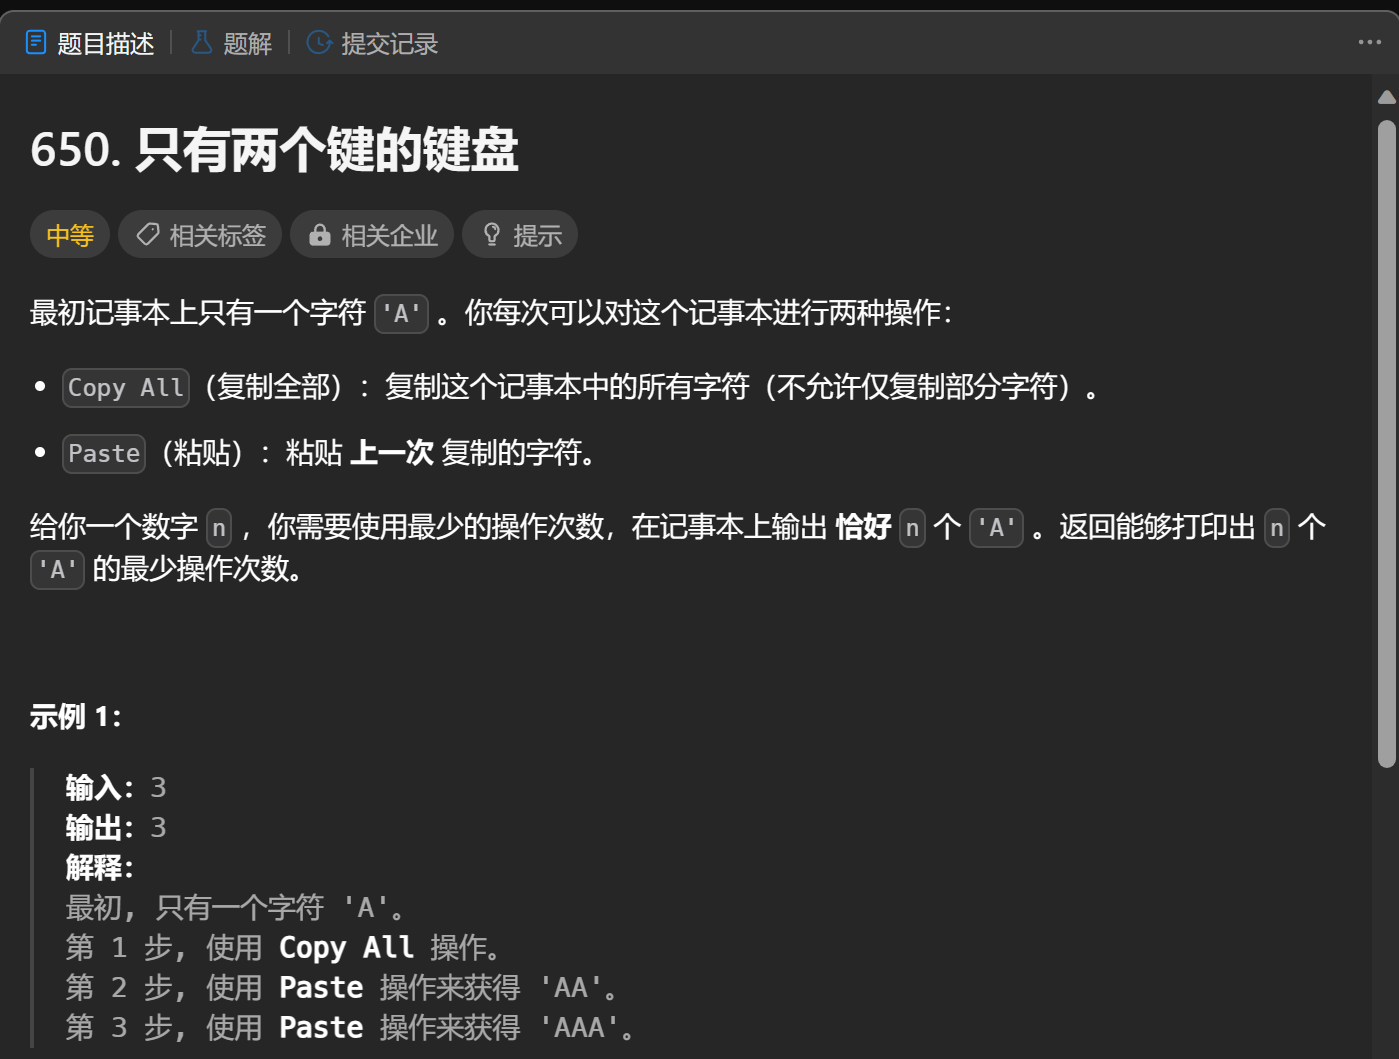 题目描述 题解 提交记录
650. 只有两个键的键盘
中等 相关标签 相关企业 提示
最初记事本上只有一个字符 'A' 。你每次可以对这个记事本进行两种操作：
• Copy All（复制全部）：复制这个记事本中的所有字符（不允许仅复制部分字符）。
• Paste（粘贴）：粘贴 上一次 复制的字符。
给你一个数字 n ，你需要使用最少的操作次数，在记事本上输出 恰好 n 个 'A' 。返回能够打印出 n 个
'A' 的最少操作次数。
示例 1：
输入：3
输出：3
解释：
最初, 只有一个字符 'A'。
第 1 步, 使用 Copy All 操作。
第 2 步, 使用 Paste 操作来获得 'AA'。
第 3 步, 使用 Paste 操作来获得 'AAA'。